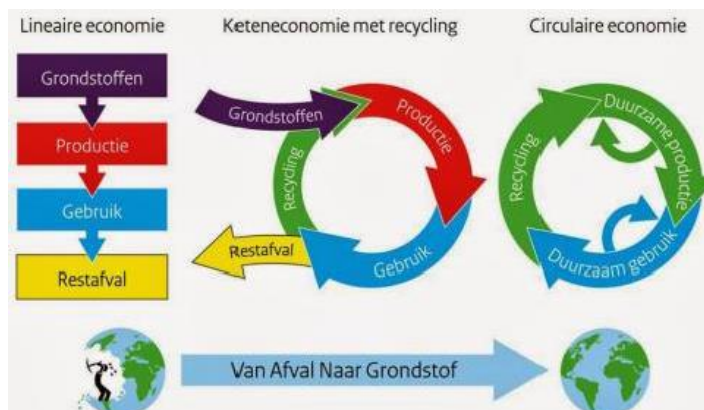 Lineaire economie
Grondstoffen
Productie
Gebruik
Restafval
Keteneconomie met recycling
Grondstoffen
Productie
Gebruik
Recycling
Restafval
Circulaire economie
Duurzame productie
Duurzaam gebruik
Recycling
Van Afval Naar Grondstof